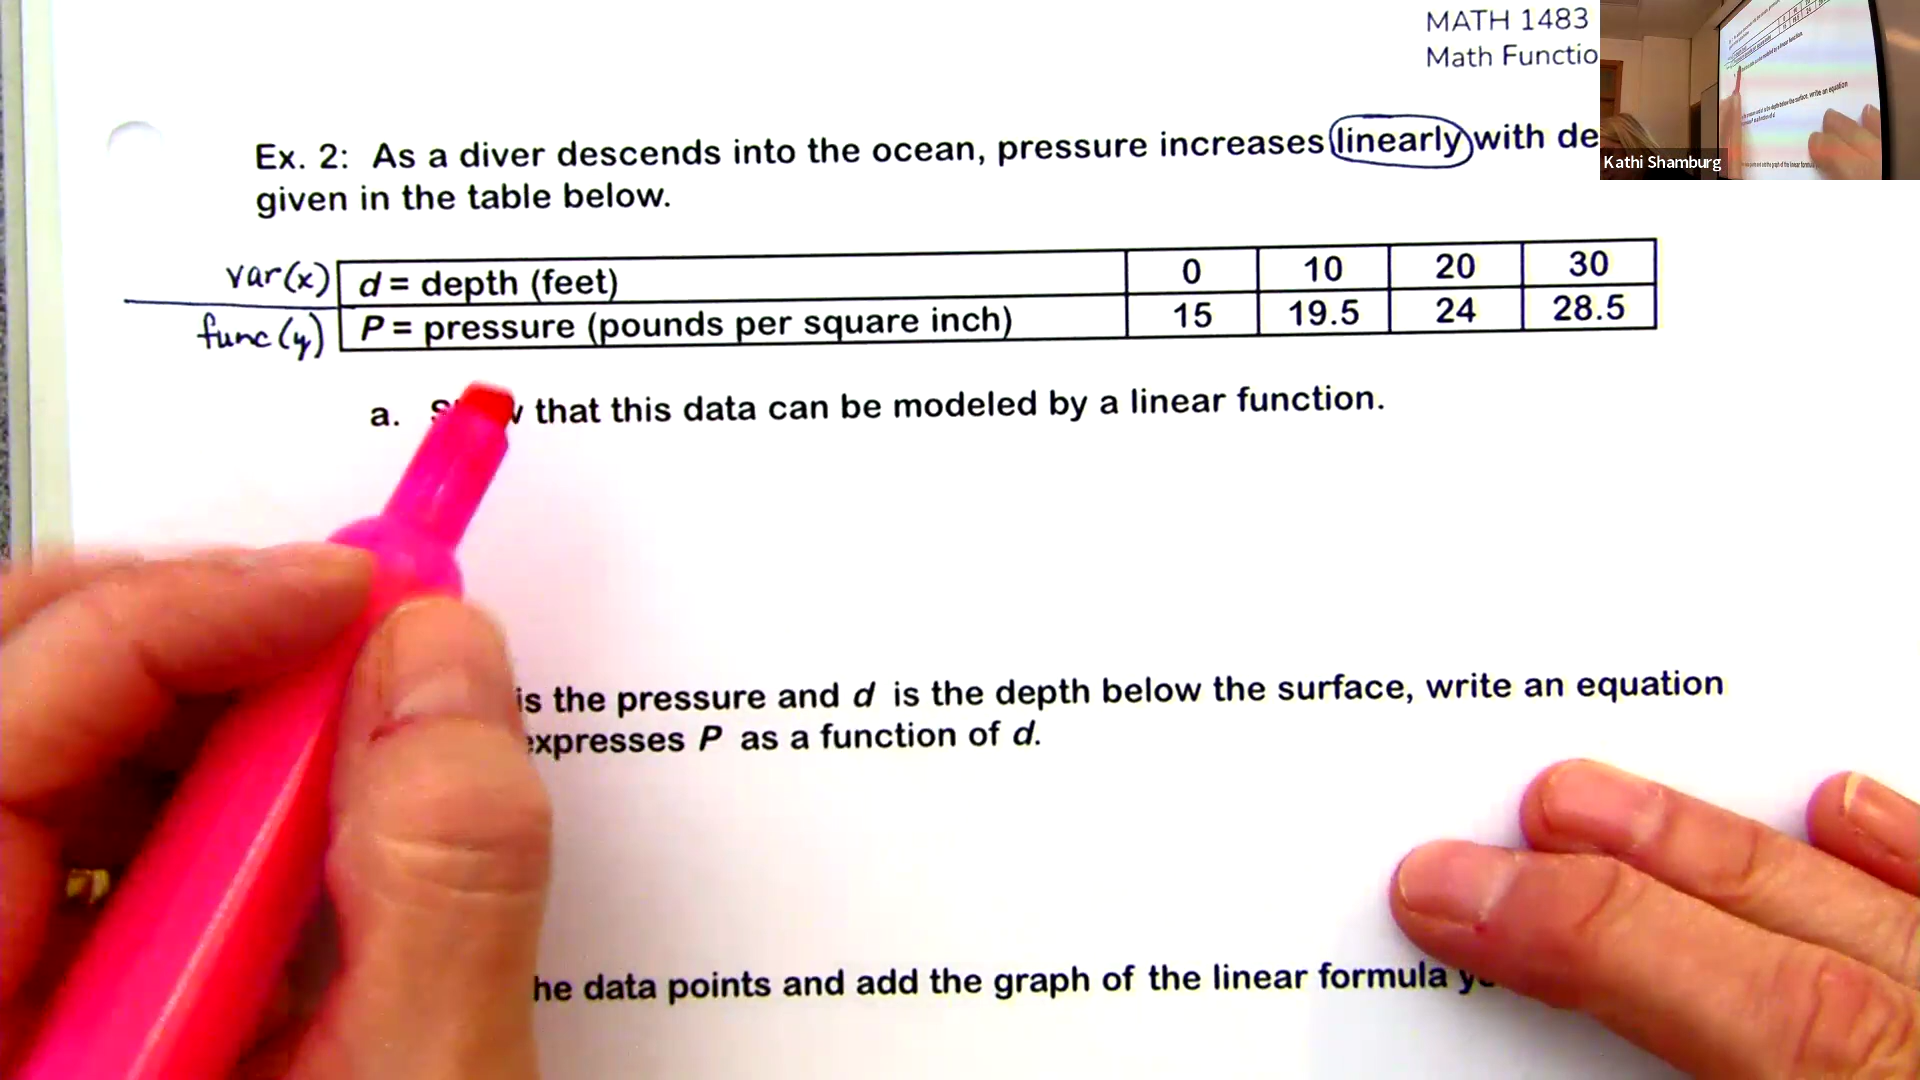 MATH 1483
Math Functio
Ex. 2: As a diver descends into the ocean, pressure increases linearly with de
given in the table below.
var(x) d = depth (feet) 0 10 20 30
func(y) P = pressure (pounds per square inch) 15 19.5 24 28.5
a. that this data can be modeled by a linear function.
is the pressure and d is the depth below the surface, write an equation
expresses P as a function of d.
he data points and add the graph of the linear formula
Kathi Shamburg